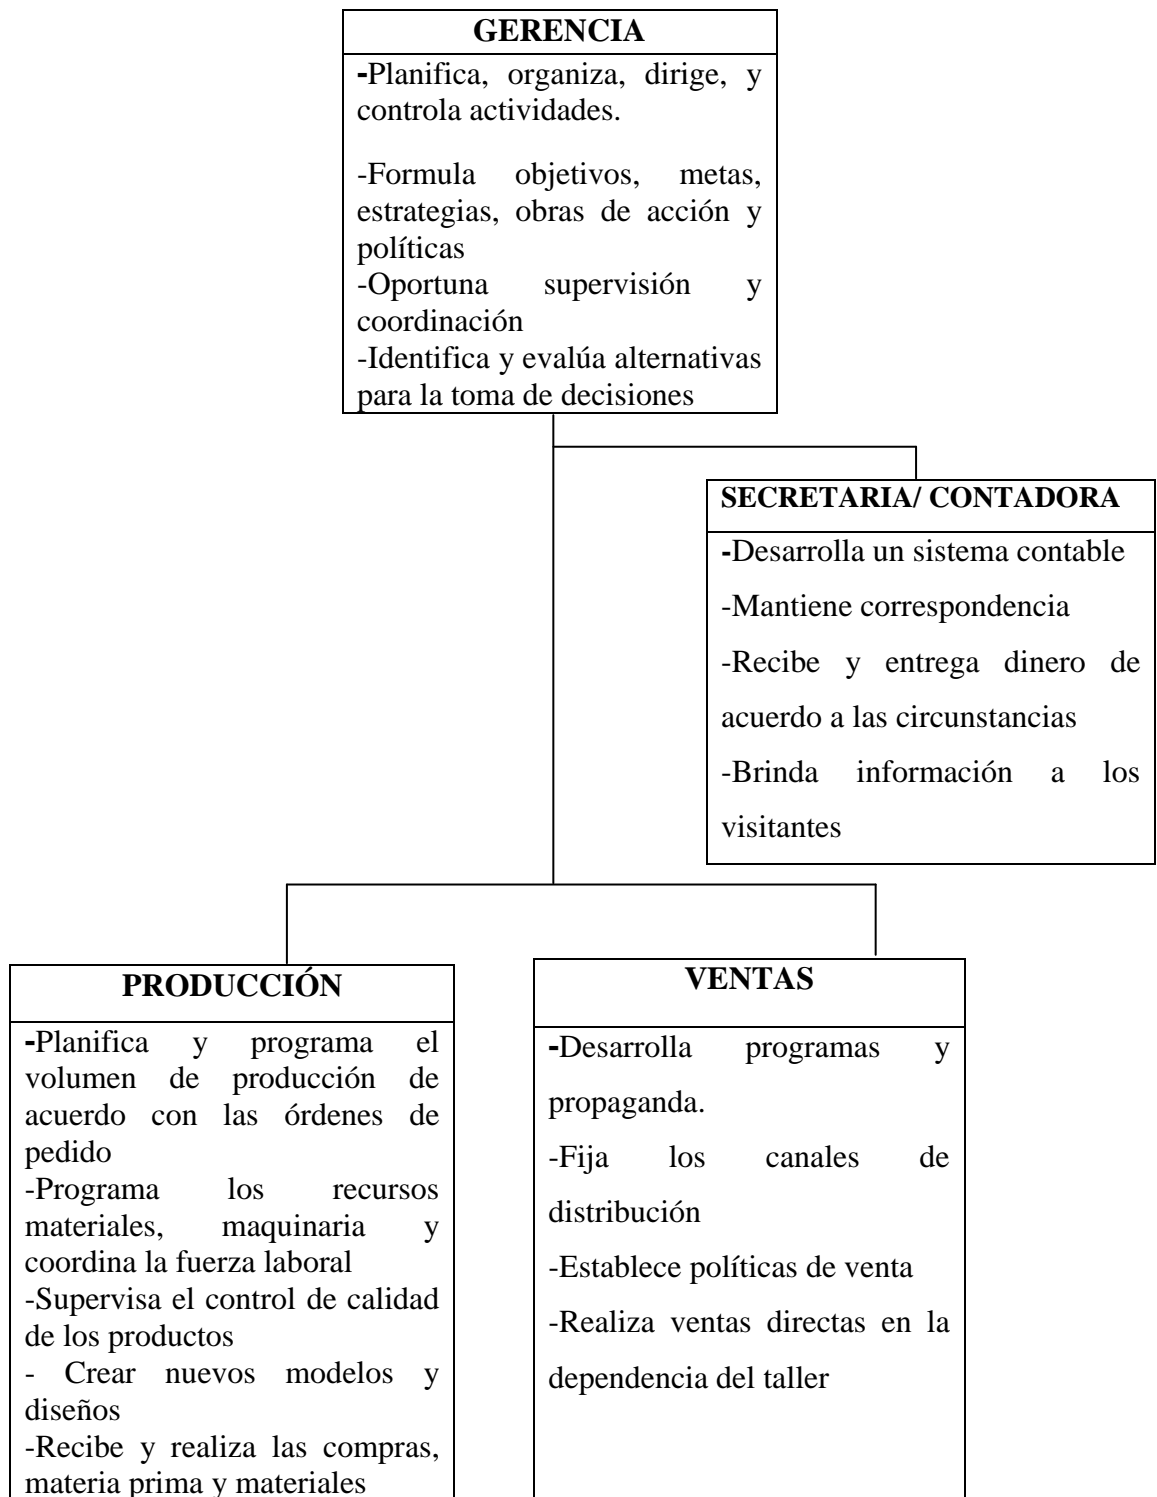 GERENCIA
-Planifica, organiza, dirige, y
controla actividades.
-Formula objetivos, metas,
estrategias, obras de acción y
políticas
-Oportuna supervisión y
coordinación
-Identifica y evalúa alternativas
para la toma de decisiones
SECRETARIA/ CONTADORA
-Desarrolla un sistema contable
-Mantiene correspondencia
-Recibe y entrega dinero de
acuerdo a las circunstancias
-Brinda información a los
visitantes
PRODUCCIÓN
-Planifica y programa el
volumen de producción de
acuerdo con las órdenes de
pedido
-Programa los recursos
materiales, maquinaria y
coordina la fuerza laboral
-Supervisa el control de calidad
de los productos
- Crear nuevos modelos y
diseños
-Recibe y realiza las compras,
materia prima y materiales
VENTAS
-Desarrolla programas y
propaganda.
-Fija los canales de
distribución
-Establece políticas de venta
-Realiza ventas directas en la
dependencia del taller